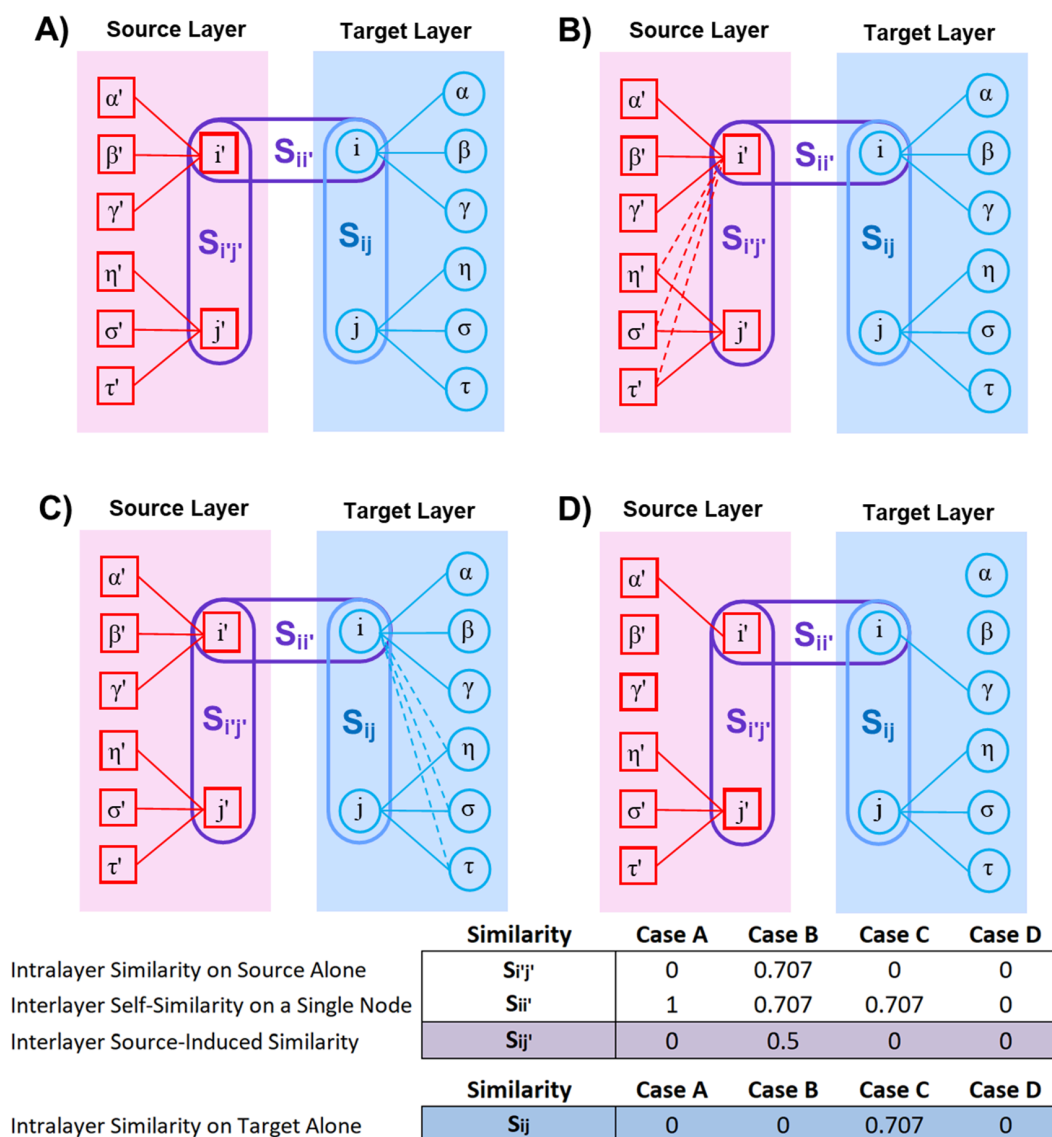 A)
Source Layer
Target Layer
α'
β'
γ'
η'
σ'
τ'
i'
j'
Sii'
Si'j'
Sij
i
j
α
β
γ
η
σ
τ
B)
Source Layer
Target Layer
α'
β'
γ'
η'
σ'
τ'
i'
j'
Sii'
Si'j'
Sij
i
j
α
β
γ
η
σ
τ
C)
Source Layer
Target Layer
α'
β'
γ'
η'
σ'
τ'
i'
j'
Sii'
Si'j'
Sij
i
j
α
β
γ
η
σ
τ
D)
Source Layer
Target Layer
α'
β'
γ'
η'
σ'
τ'
i'
j'
Sii'
Si'j'
Sij
i
j
α
β
γ
η
σ
τ
Similarity Case A Case B Case C Case D
Intralayer Similarity on Source Alone Si'j' 0 0.707 0 0
Interlayer Self-Similarity on a Single Node Sii' 1 0.707 0.707 0
Interlayer Source-Induced Similarity Sij' 0 0.5 0 0
Similarity Case A Case B Case C Case D
Intralayer Similarity on Target Alone Sij 0 0 0.707 0